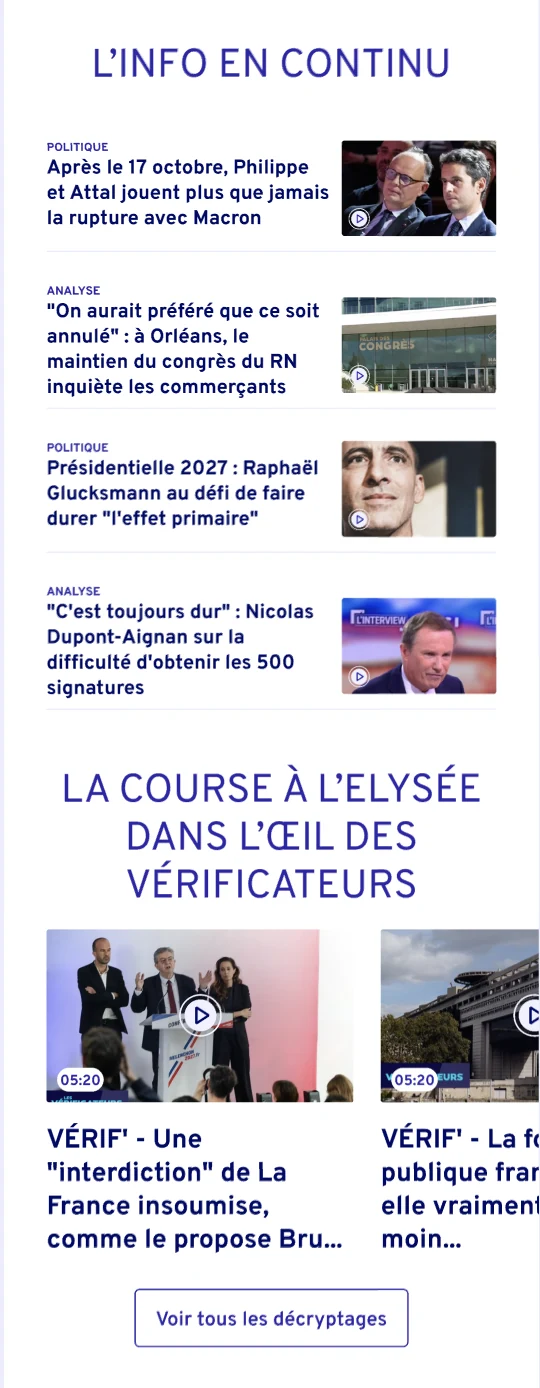 L'INFO EN CONTINU
POLITIQUE
Après le 17 octobre, Philippe
et Attal jouent plus que jamais
la rupture avec Macron
ANALYSE
"On aurait préféré que ce soit
annulé" : à Orléans, le
maintien du congrès du RN
inquiète les commerçants
CONGRÈS
POLITIQUE
Présidentielle 2027 : Raphaël
Glucksmann au défi de faire
durer "l'effet primaire"
ANALYSE
"C'est toujours dur" : Nicolas
Dupont-Aignan sur la
difficulté d'obtenir les 500
signatures
L'INTERVIEW
LA COURSE À L'ELYSÉE
DANS L'ŒIL DES
VÉRIFICATEURS
05:20
05:20
EURS
VÉRIF' - Une
"interdiction" de La
France insoumise,
comme le propose Bru...
VÉRIF' - La fo
publique fran
elle vraiment
moin...
Voir tous les décryptages